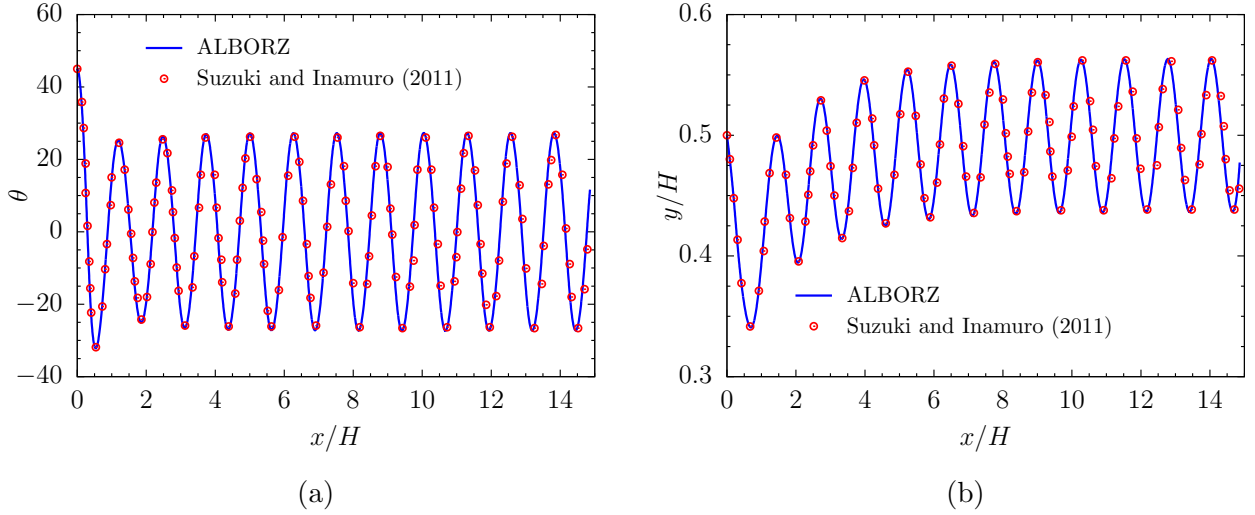 60
40
20
0
−20
−40
θ
0 2 4 6 8 10 12 14
x/H
ALBORZ
Suzuki and Inamuro (2011)
(a)
0.6
0.5
0.4
0.3
y/H
0 2 4 6 8 10 12 14
x/H
ALBORZ
Suzuki and Inamuro (2011)
(b)